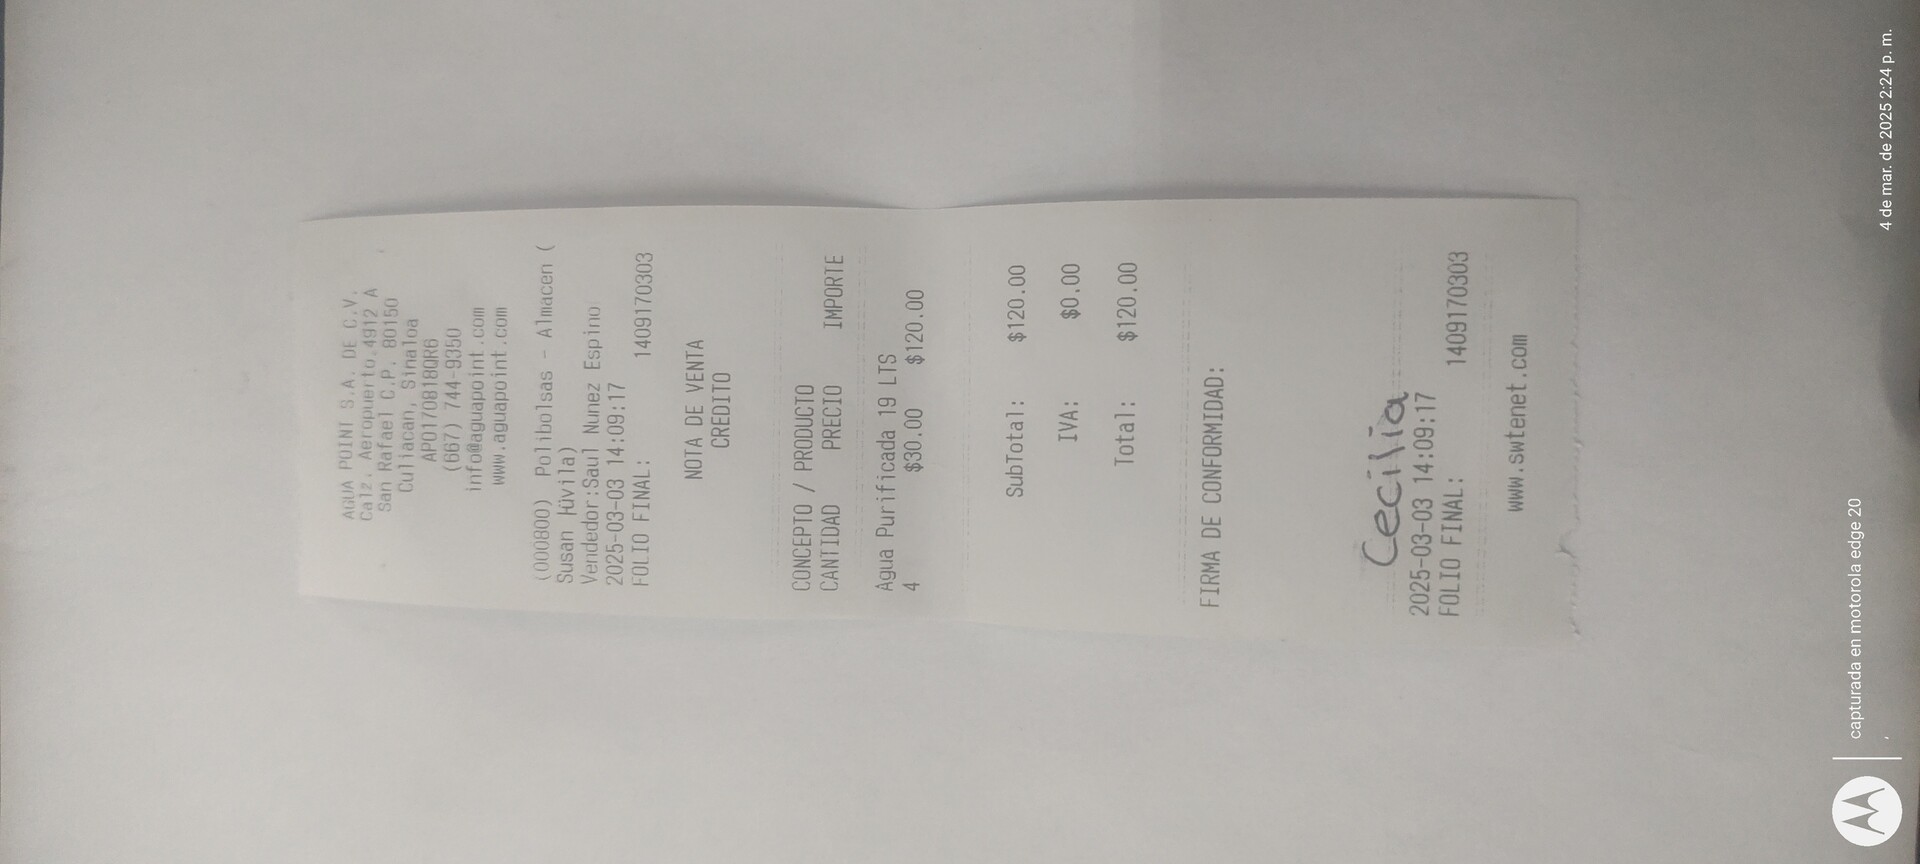 AGUA POINT S.A. DE C.V.
Calz. Aeropuerto,4912 A
San Rafael C.P. 80150
Culiacan, Sinaloa
APO170818QR6
(667) 744-9350
info@aguapoint.com
www.aguapoint.com
(000800) Polibolsas - Almacen (
Susan
Vendedor:Saul Nunez Espino
2025-03-03 14:09:17
FOLIO FINAL: 1409170303
NOTA DE VENTA
CREDITO
CONCEPTO / PRODUCTO
CANTIDAD PRECIO IMPORTE
Agua Purificada 19 LTS
4 $30.00 $120.00
SubTotal: $120.00
IVA: $0.00
Total: $120.00
FIRMA DE CONFORMIDAD:
Cecilia
2025-03-03 14:09:17
FOLIO FINAL: 1409170303
www.swtenet.com
capturada en motorola edge 20
4 de mar. de 2025 2:24 p. m.